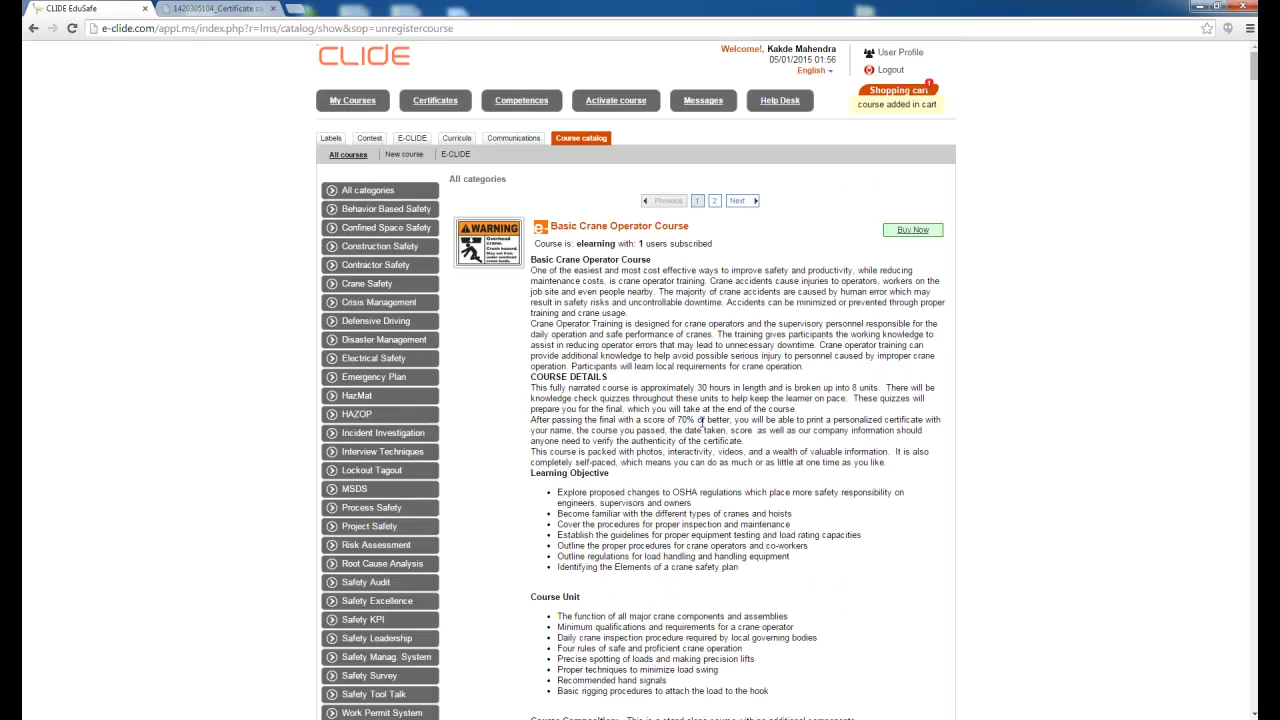 CLIDE EduSafe
1420305104_Certificate sa
e-clide.com/appLms/index.php?r=lms/catalog/show&sop=unregistercourse
CLIDE
Welcome!, Kakde Mahendra
05/01/2015 01:56
English
User Profile
Logout
My Courses
Certificates
Competences
Activate course
Messages
Help Desk
Shopping cart
1
course added in cart
Labels
Contest
E-CLIDE
Curricula
Communications
Course catalog
All courses
New course
E-CLIDE
All categories
Behavior Based Safety
Confined Space Safety
Construction Safety
Contractor Safety
Crane Safety
Crisis Management
Defensive Driving
Disaster Management
Electrical Safety
Emergency Plan
HazMat
HAZOP
Incident Investigation
Interview Techniques
Lockout Tagout
MSDS
Process Safety
Project Safety
Risk Assessment
Root Cause Analysis
Safety Audit
Safety Excellence
Safety KPI
Safety Leadership
Safety Manag. System
Safety Survey
Safety Tool Talk
Work Permit System
All categories
Previous
1
2
Next
WARNING
Overhead
crane.
Crush hazard.
Stay out from
under overhead
crane loads.
e-
Basic Crane Operator Course
Buy Now
Course is: elearning with: 1 users subscribed
Basic Crane Operator Course
One of the easiest and most cost effective ways to improve safety and productivity, while reducing
maintenance costs, is crane operator training. Crane accidents cause injuries to operators, workers on the
job site and even people nearby. The majority of crane accidents are caused by human error which may
result in safety risks and uncontrollable downtime. Accidents can be minimized or prevented through proper
training and crane usage.
Crane Operator Training is designed for crane operators and the supervisory personnel responsible for the
daily operation and safe performance of cranes. The training gives participants the working knowledge to
assist in reducing operator errors that may lead to unnecessary downtime. Crane operator training can
provide additional knowledge to help avoid possible serious injury to personnel caused by improper crane
operation. Participants will learn local requirements for crane operation.
COURSE DETAILS
This fully narrated course is approximately 30 hours in length and is broken up into 8 units. There will be
knowledge check quizzes throughout these units to help keep the learner on pace. These quizzes will
prepare you for the final, which you will take at the end of the course.
After passing the final with a score of 70% or better, you will be able to print a personalized certificate with
your name, the course you passed, the date taken, score as well as our company information should
anyone need to verify the authenticity of the certificate.
This course is packed with photos, interactivity, videos, and a wealth of valuable information. It is also
completely self-paced, which means you can do as much or as little at one time as you like.
Learning Objective
Explore proposed changes to OSHA regulations which place more safety responsibility on
engineers, supervisors and owners
Become familiar with the different types of cranes and hoists
Cover the procedures for proper inspection and maintenance
Establish the guidelines for proper equipment testing and load rating capacities
Outline the proper procedures for crane operators and co-workers
Outline regulations for load handling and handling equipment
Identifying the Elements of a crane safety plan
Course Unit
The function of all major crane components and assemblies
Minimum qualifications and requirements for a crane operator
Daily crane inspection procedure required by local governing bodies
Four rules of safe and proficient crane operation
Precise spotting of loads and making precision lifts
Proper techniques to minimize load swing
Recommended hand signals
Basic rigging procedures to attach the load to the hook
This is a stand alone course with no additional components